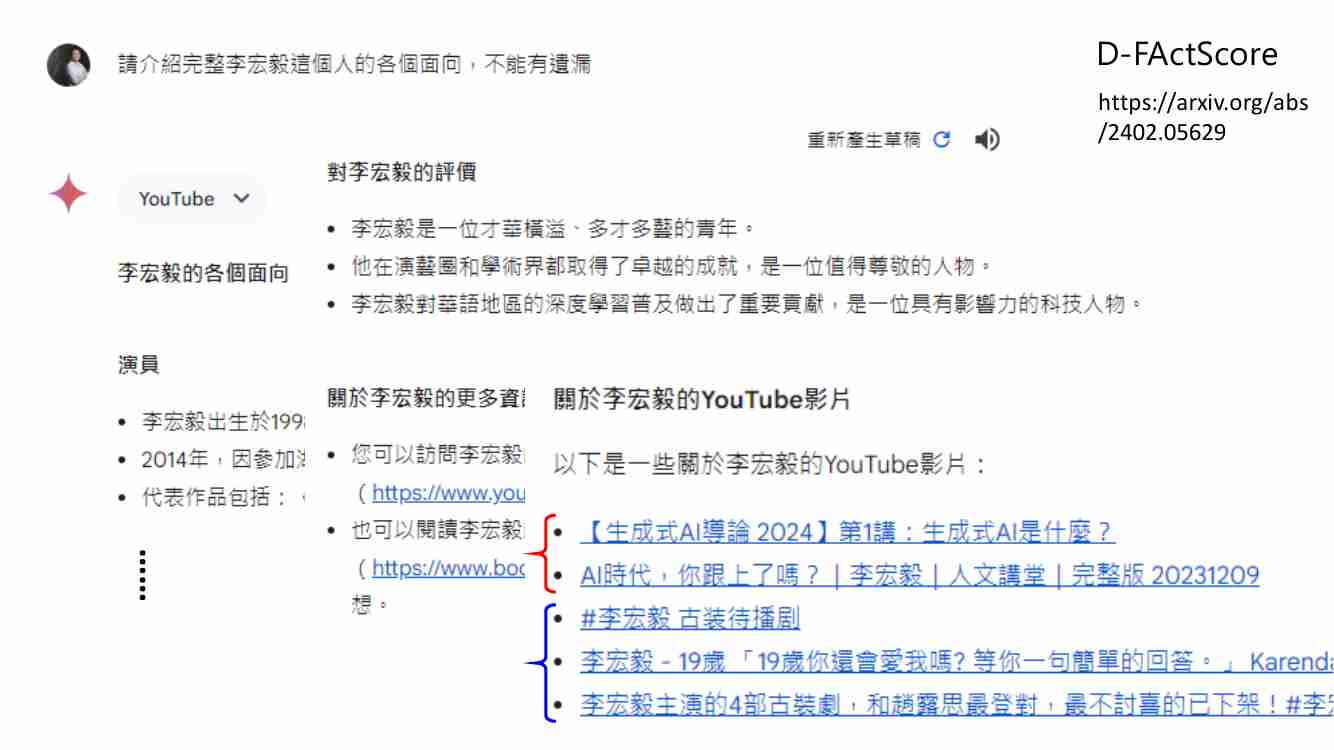 請介紹完整李宏毅這個人的各個面向，不能有遺漏
D-FActScore
https://arxiv.org/abs
/2402.05629
重新產生草稿
YouTube
李宏毅的各個面向
演員
李宏毅出生於199
2014年，因參加
代表作品包括：
對李宏毅的評價
李宏毅是一位才華橫溢、多才多藝的青年。
他在演藝圈和學術界都取得了卓越的成就，是一位值得尊敬的人物。
李宏毅對華語地區的深度學習普及做出了重要貢獻，是一位具有影響力的科技人物。
關於李宏毅的更多資
您可以訪問李宏毅
（https://www.you
也可以閱讀李宏毅
（https://www.boo
想。
關於李宏毅的YouTube影片
以下是一些關於李宏毅的YouTube影片：
【生成式AI導論 2024】第1講：生成式AI是什麼？
AI時代，你跟上了嗎？｜李宏毅｜人文講堂｜完整版 20231209
#李宏毅 古装待播剧
李宏毅 - 19歲 「19歲你還會愛我嗎? 等你一句簡單的回答。」 Karend
李宏毅主演的4部古裝劇，和趙露思最登對，最不討喜的已下架！#李